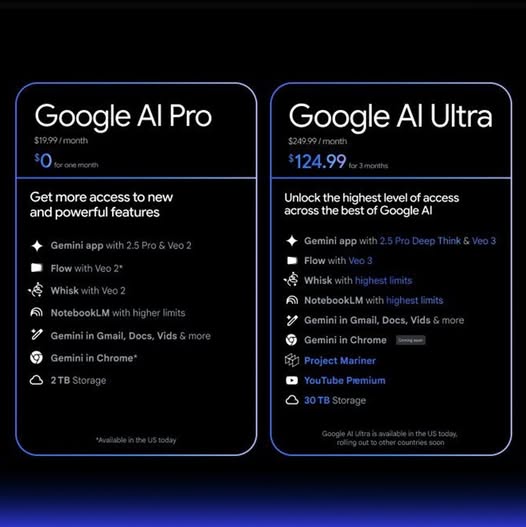 Google AI Pro
$19.99 / month
$0 for one month
Get more access to new
and powerful features
Gemini app with 2.5 Pro & Veo 2
Flow with Veo 2*
Whisk with Veo 2
NotebookLM with higher limits
Gemini in Gmail, Docs, Vids & more
Gemini in Chrome*
2 TB Storage
*Available in the US today
Google AI Ultra
$249.99 / month
$124.99 for 3 months
Unlock the highest level of access
across the best of Google AI
Gemini app with 2.5 Pro Deep Think & Veo 3
Flow with Veo 3
Whisk with highest limits
NotebookLM with highest limits
Gemini in Gmail, Docs, Vids & more
Gemini in Chrome Coming soon
Project Mariner
YouTube Premium
30 TB Storage
Google AI Ultra is available in the US today,
rolling out to other countries soon